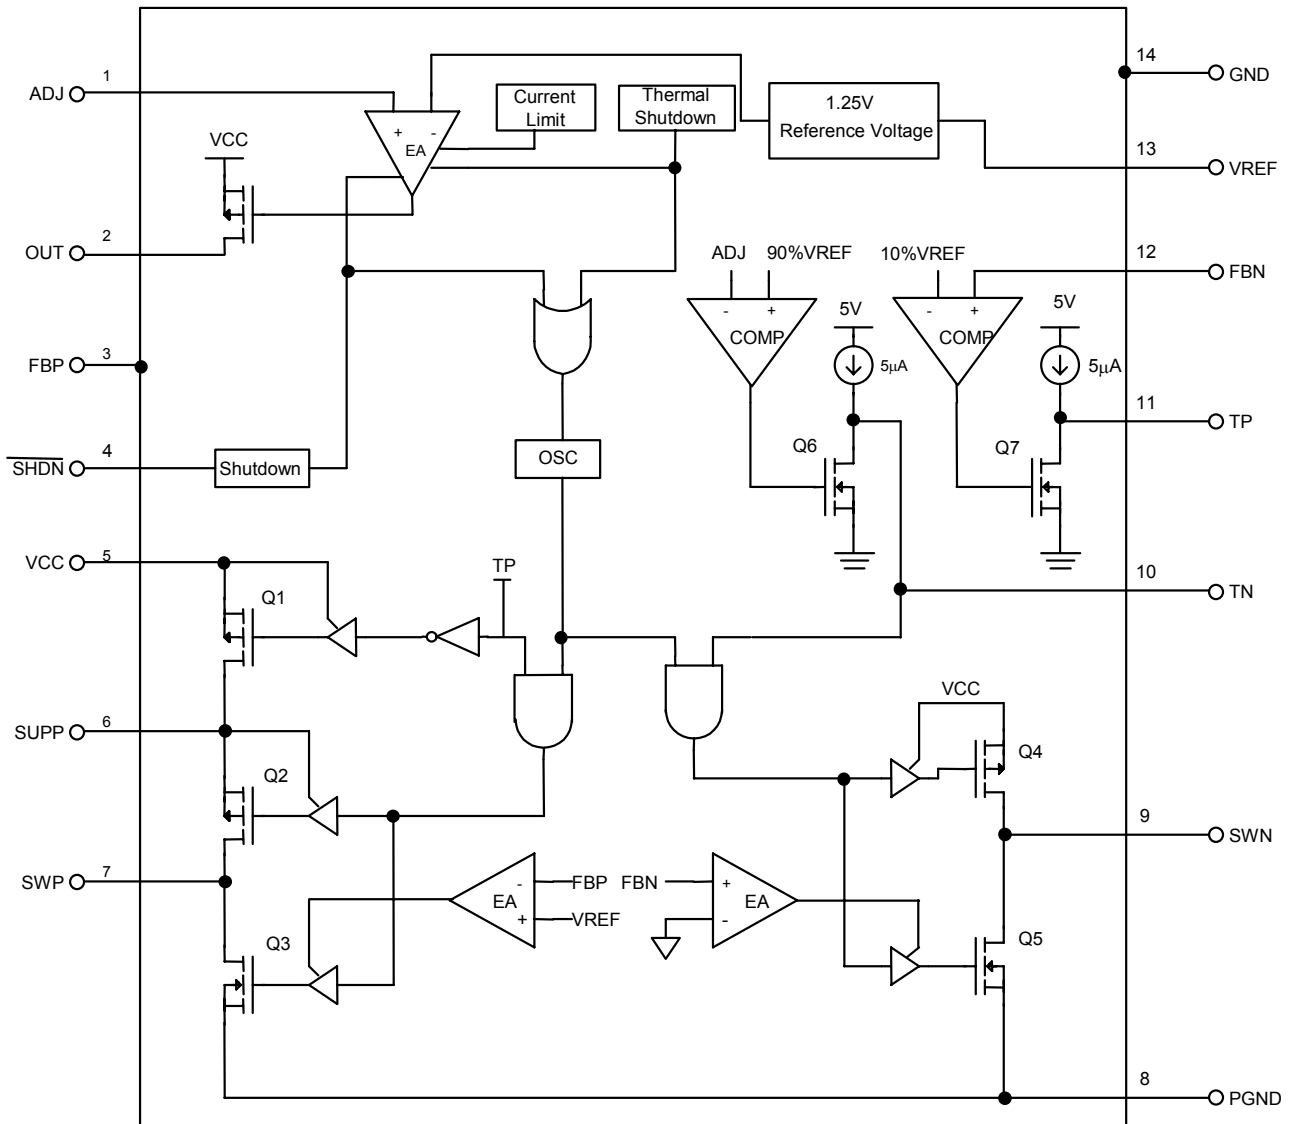 1
ADJ
VCC
2
OUT
3
FBP
4
SHDN
Shutdown
VCC
5
Q1
TP
6
SUPP
Q2
7
SWP
Q3
+ -
EA
Current
Limit
Thermal
Shutdown
1.25V
Reference Voltage
14
GND
13
VREF
ADJ 90%VREF
- +
COMP
5V
5μA
Q6
10%VREF
- +
COMP
5V
5μA
Q7
12
FBN
11
TP
10
TN
OSC
VCC
Q4
9
SWN
- FBP
EA
+ VREF
FBN +
EA
-
Q5
8
PGND